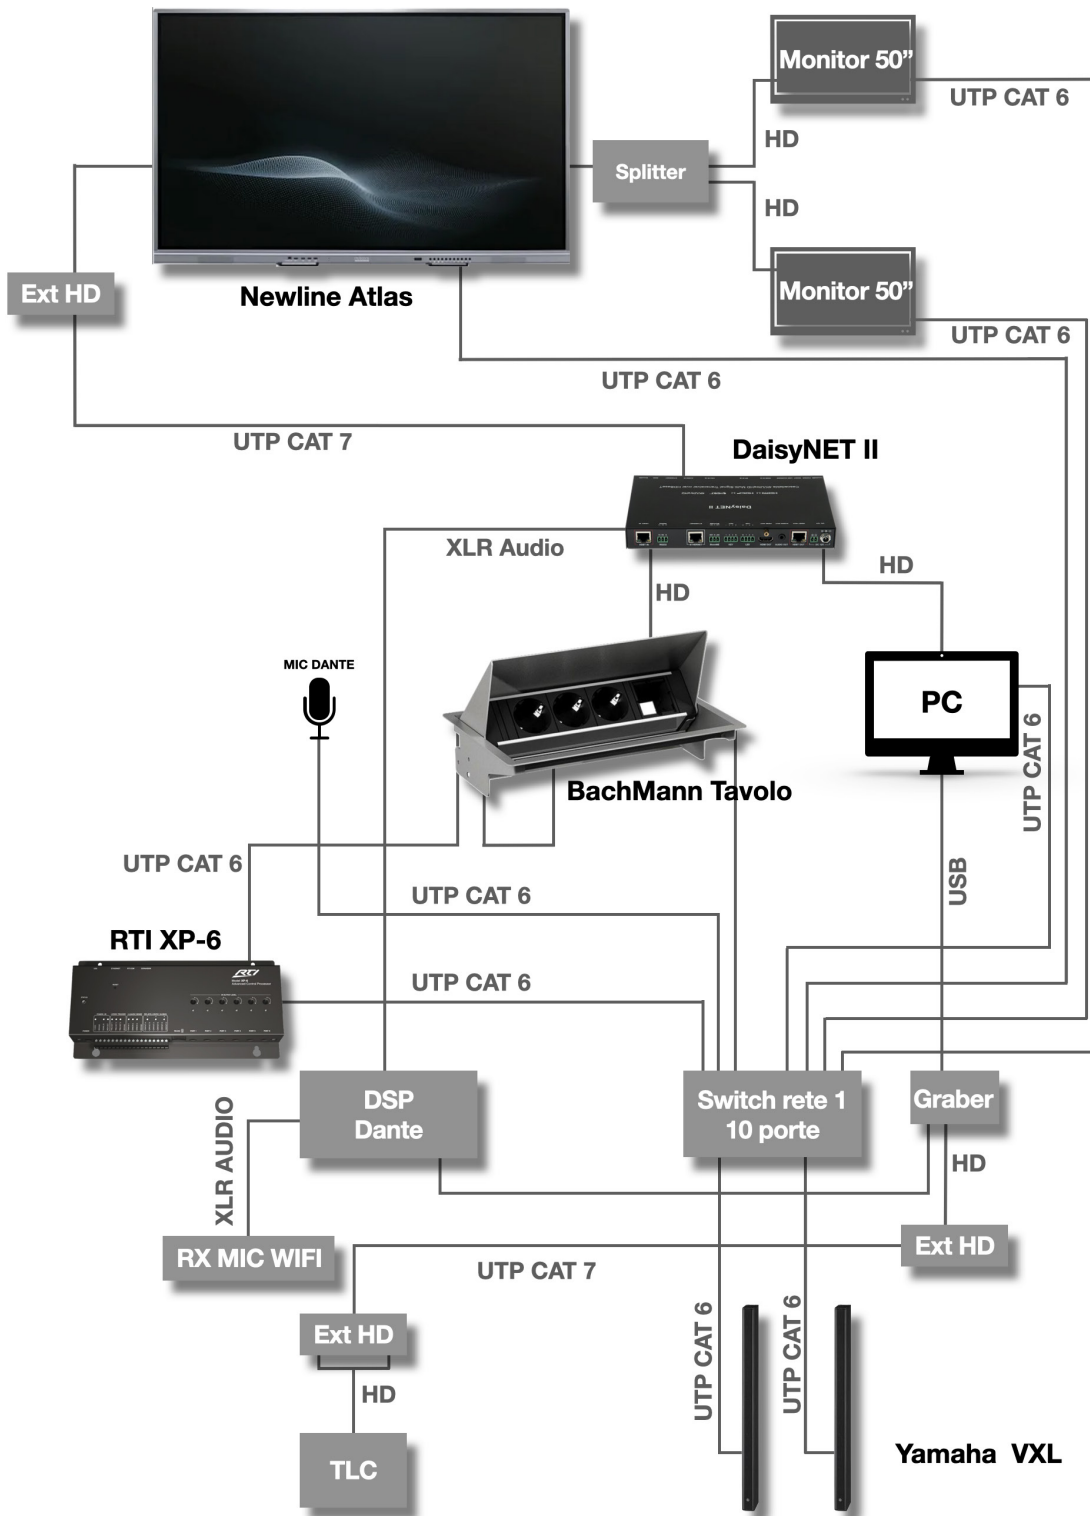 Monitor 50”
UTP CAT 6
HD
Splitter
HD
Ext HD
Newline Atlas
Monitor 50”
UTP CAT 6
UTP CAT 6
UTP CAT 7
DaisyNET II
DaisyNET II
XLR Audio
HD
HD
MIC DANTE
PC
UTP CAT 6
BachMann Tavolo
UTP CAT 6
USB
UTP CAT 6
RTI XP-6
RTI
UTP CAT 6
DSP
Dante
Switch rete 1
10 porte
Graber
XLR AUDIO
HD
RX MIC WIFI
Ext HD
UTP CAT 7
Ext HD
UTP CAT 6
UTP CAT 6
HD
TLC
Yamaha VXL